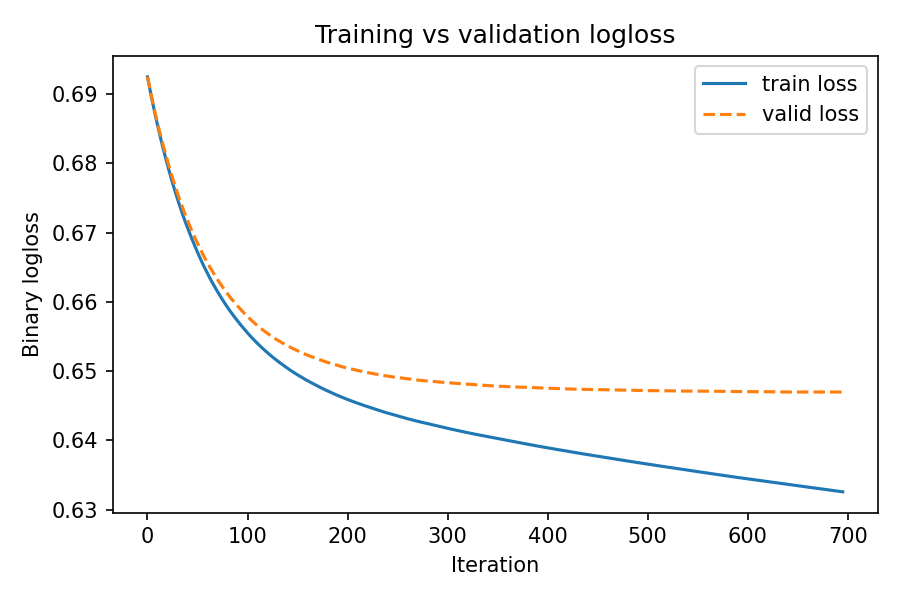 Training vs validation logloss
train loss
valid loss
Binary logloss
0.69
0.68
0.67
0.66
0.65
0.64
0.63
0 100 200 300 400 500 600 700
Iteration